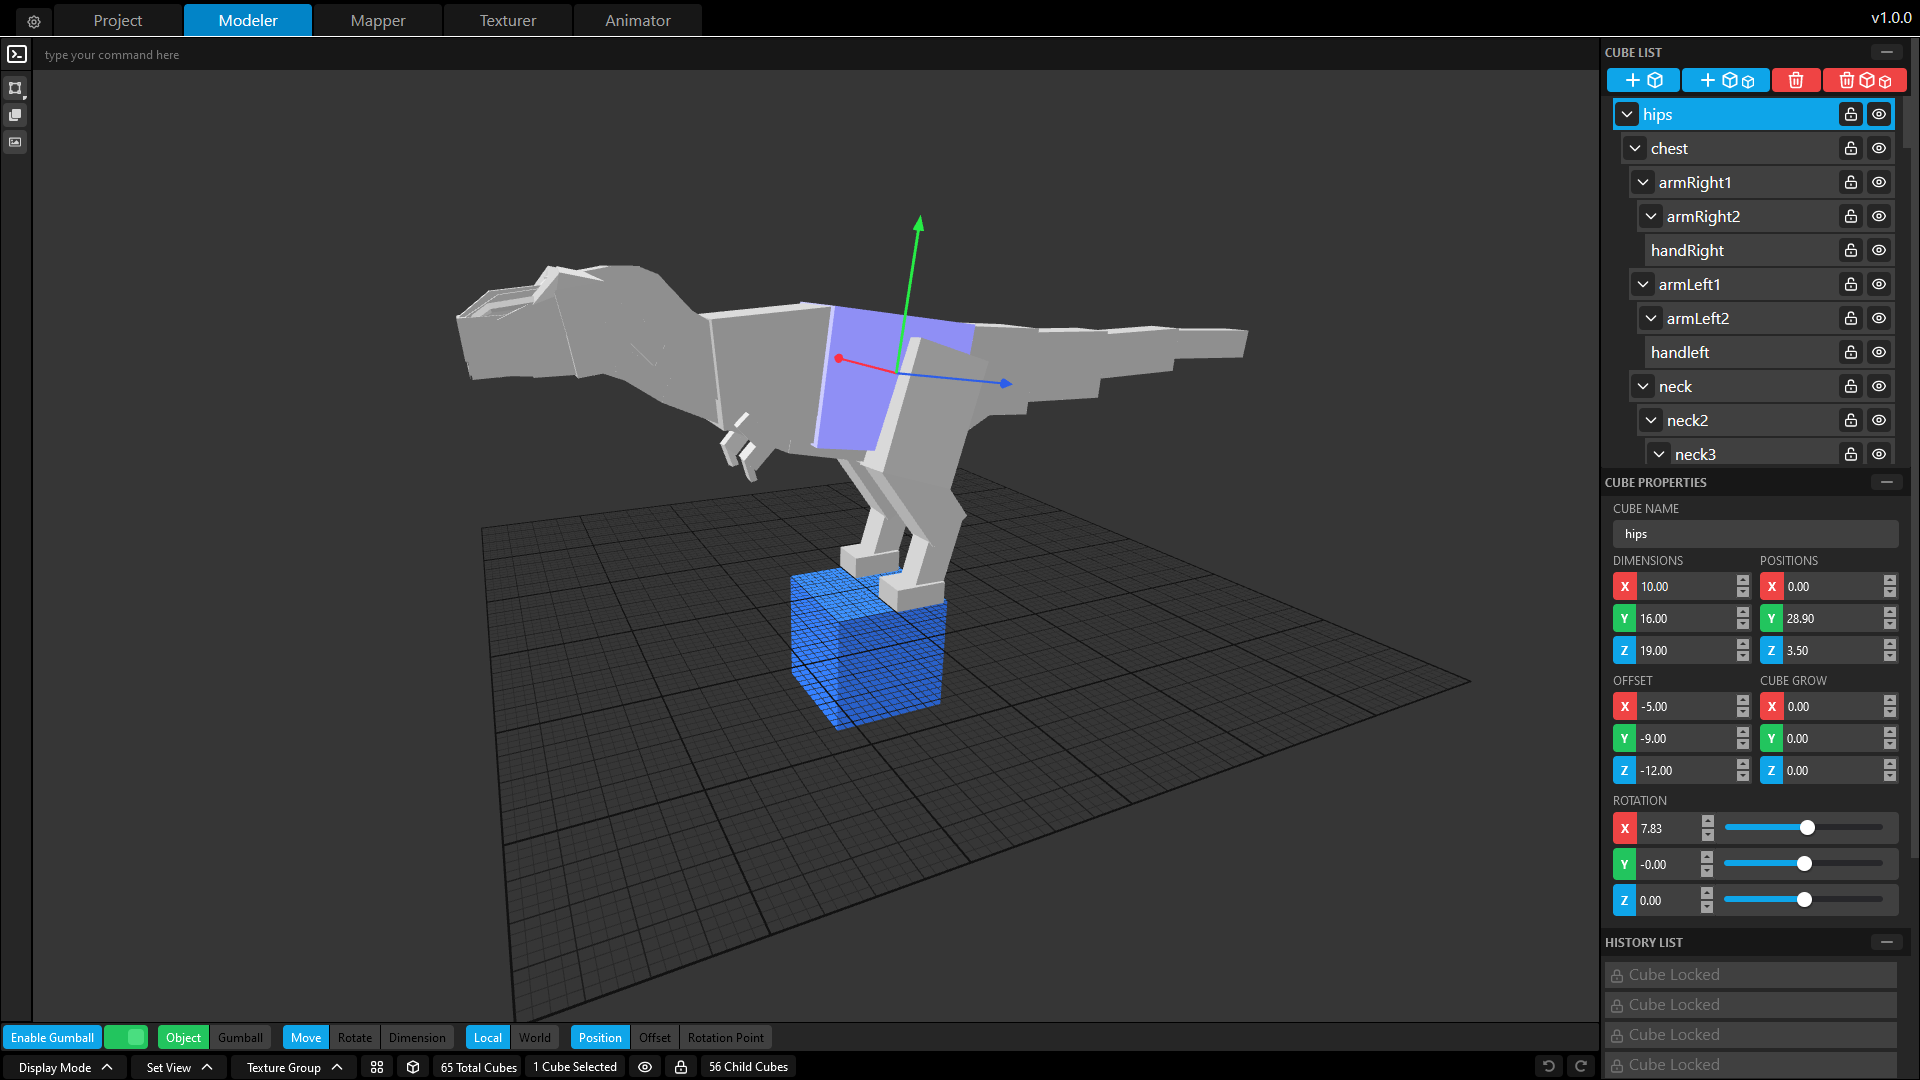 Project Modeler Mapper Texturer Animator v1.0.0
type your command here
CUBE LIST
hips
chest
armRight1
armRight2
handRight
armLeft1
armLeft2
handleft
neck
neck2
neck3
CUBE PROPERTIES
CUBE NAME
hips
DIMENSIONS POSITIONS
X 10.00 X 0.00
Y 16.00 Y 28.90
Z 19.00 Z 3.50
OFFSET CUBE GROW
X -5.00 X 0.00
Y -9.00 Y 0.00
Z -12.00 Z 0.00
ROTATION
X 7.83
Y -0.00
Z 0.00
HISTORY LIST
Cube Locked
Cube Locked
Cube Locked
Cube Locked
Enable Gumball Object Gumball Move Rotate Dimension Local World Position Offset Rotation Point
Display Mode Set View Texture Group 65 Total Cubes 1 Cube Selected 56 Child Cubes